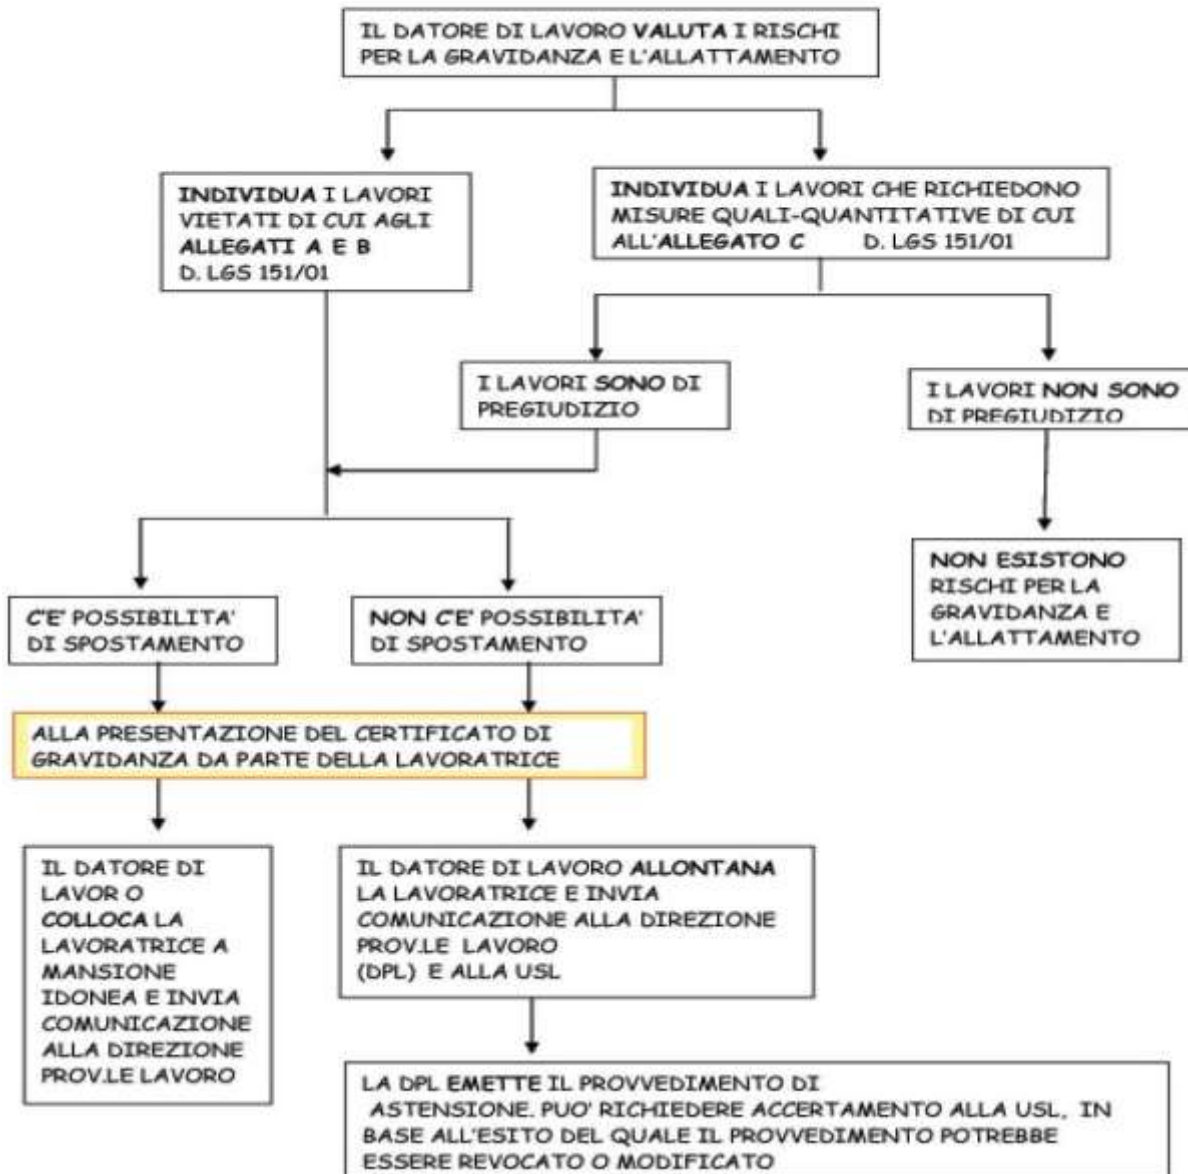 IL DATORE DI LAVORO VALUTA I RISCHI
PER LA GRAVIDANZA E L'ALLATTAMENTO
INDIVIDUA I LAVORI
VIETATI DI CUI AGLI
ALLEGATI A E B
D. LGS 151/01
INDIVIDUA I LAVORI CHE RICHIEDONO
MISURE QUALI-QUANTITATIVE DI CUI
ALL'ALLEGATO C D. LGS 151/01
I LAVORI SONO DI
PREGIUDIZIO
I LAVORI NON SONO
DI PREGIUDIZIO
NON ESISTONO
RISCHI PER LA
GRAVIDANZA E
L'ALLATTAMENTO
C'E' POSSIBILITA'
DI SPOSTAMENTO
NON C'E' POSSIBILITA'
DI SPOSTAMENTO
ALLA PRESENTAZIONE DEL CERTIFICATO DI
GRAVIDANZA DA PARTE DELLA LAVORATRICE
IL DATORE DI
LAVOR O
COLLOCA LA
LAVORATRICE A
MANSIONE
IDONEA E INVIA
COMUNICAZIONE
ALLA DIREZIONE
PROV.LE LAVORO
IL DATORE DI LAVORO ALLONTANA
LA LAVORATRICE E INVIA
COMUNICAZIONE ALLA DIREZIONE
PROV.LE LAVORO
(DPL) E ALLA USL
LA DPL EMETTE IL PROVVEDIMENTO DI
ASTENSIONE. PUO' RICHIEDERE ACCERTAMENTO ALLA USL, IN
BASE ALL'ESITO DEL QUALE IL PROVVEDIMENTO POTREBBE
ESSERE REVOCATO O MODIFICATO